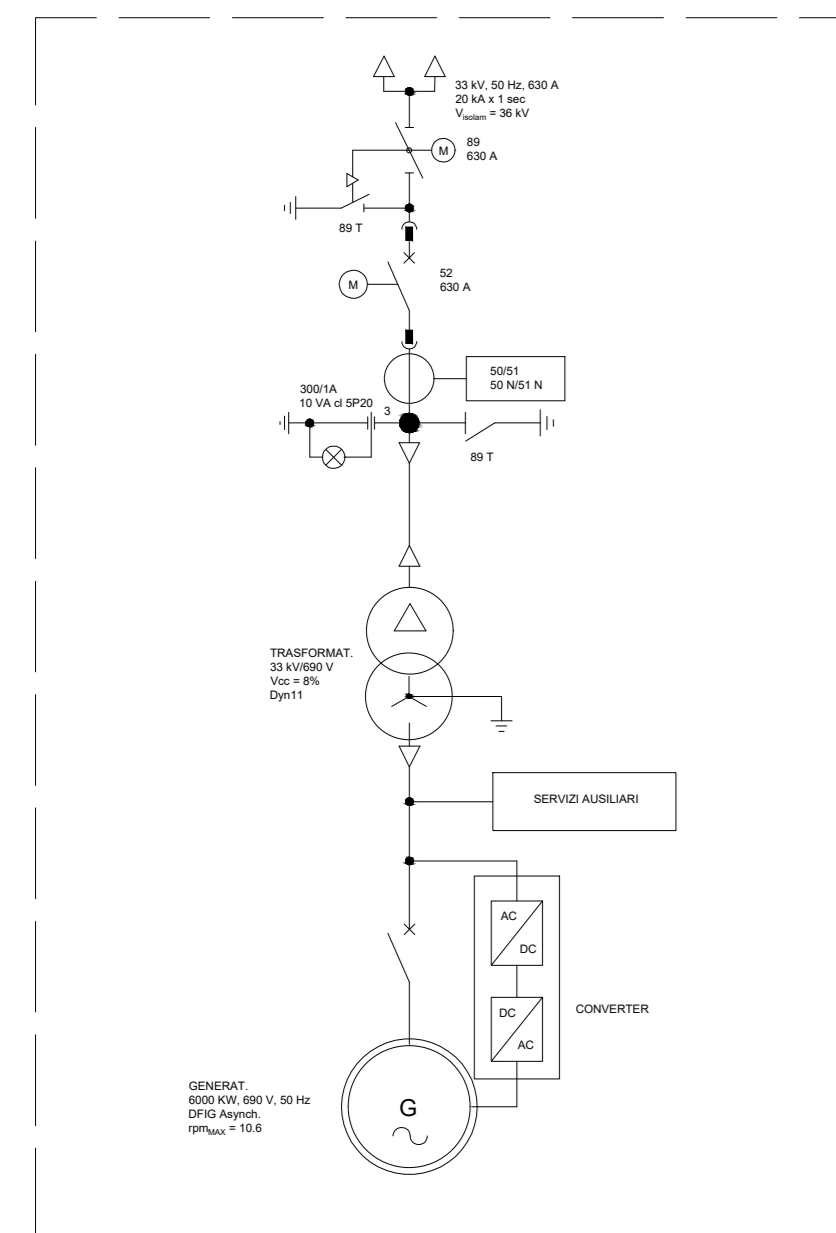 33 kV, 50 Hz, 630 A
20 kA x 1 sec
Visolam = 36 kV
M
89
630 A
89 T
52
630 A
M
50/51
50 N/51 N
300/1A
10 VA cl 5P20
3
89 T
TRASFORMAT.
33 kV/690 V
Vcc = 8%
Dyn11
SERVIZI AUSILIARI
AC
DC
DC
AC
CONVERTER
GENERAT.
6000 KW, 690 V, 50 Hz
DFIG Asynch.
rpmMAX = 10.6
G